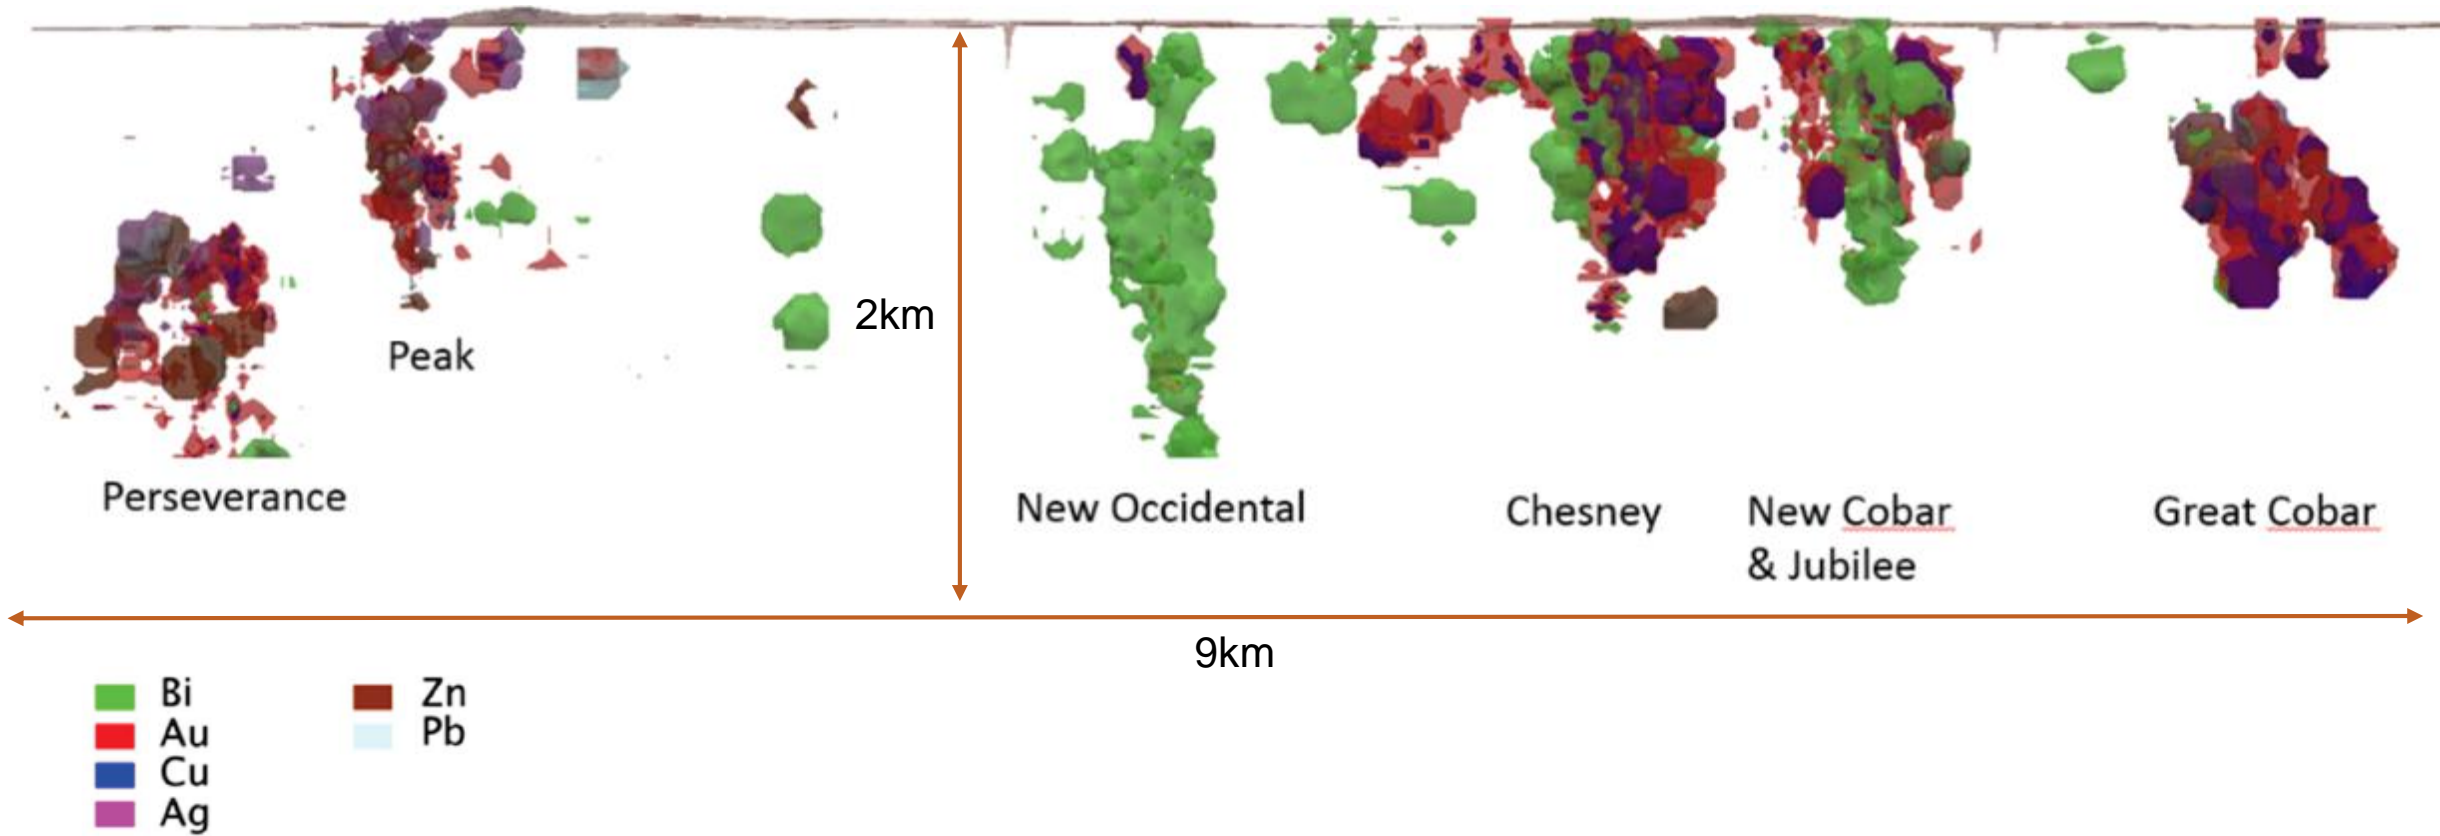 2km
Peak
Perseverance
New Occidental
Chesney
New Cobar
& Jubilee
Great Cobar
9km
Bi
Au
Cu
Ag
Zn
Pb